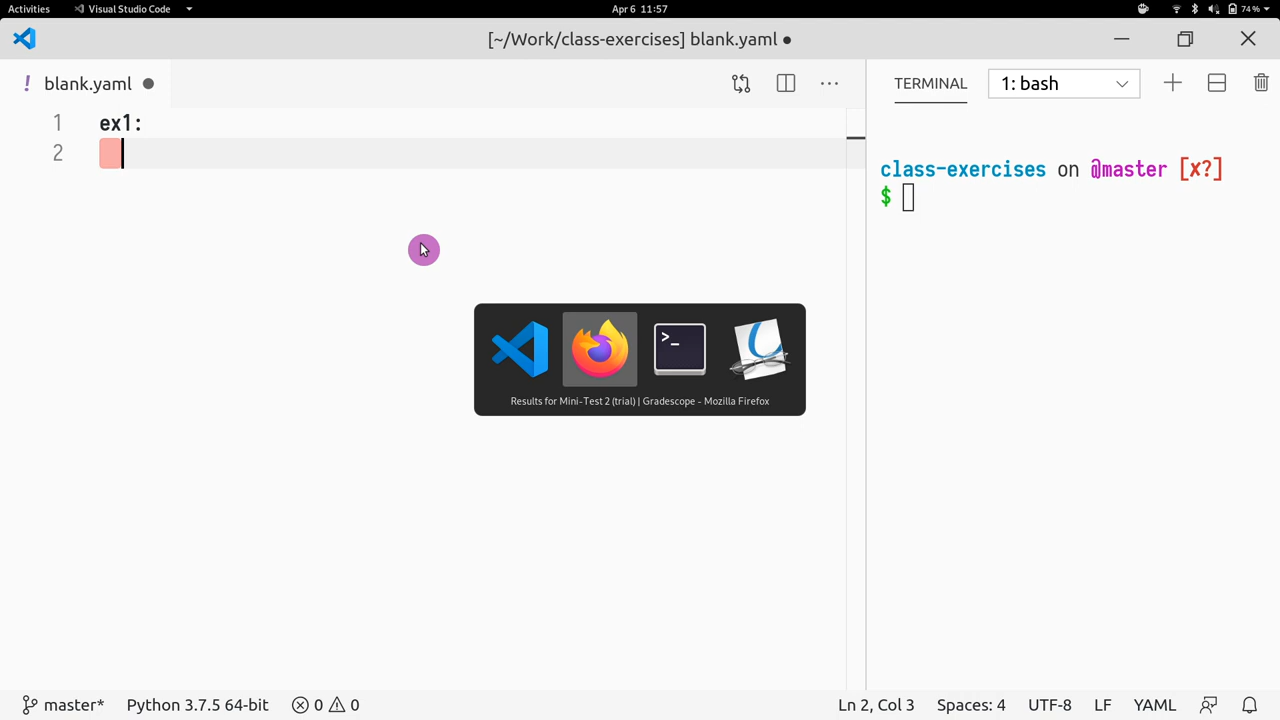 Activities Visual Studio Code Apr 6 11:57 74%
[~/Work/class-exercises] blank.yaml ●
! blank.yaml ● ···
TERMINAL 1: bash
1 ex1:
2
class-exercises on @master [x?]
$
>_
Results for Mini-Test 2 (trial) | Gradescope - Mozilla Firefox
master* Python 3.7.5 64-bit 0 0 Ln 2, Col 3 Spaces: 4 UTF-8 LF YAML